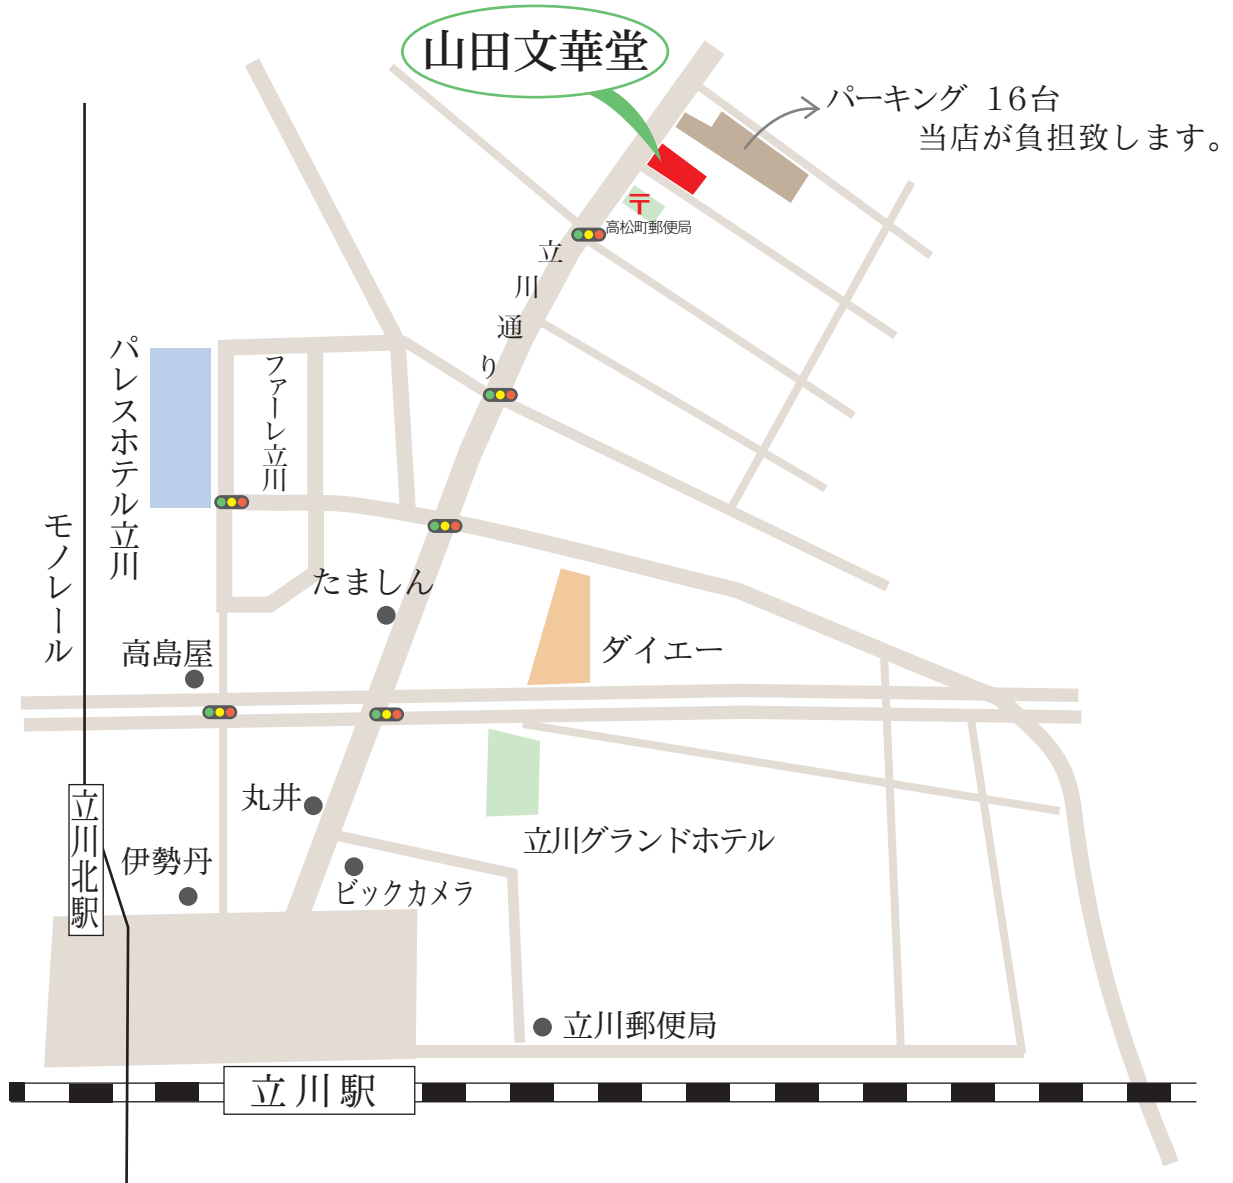 山田文華堂
パーキング 16台
当店が負担致します。
〒
高松町郵便局
立川通り
パレスホテル立川
ファーレ立川
モノレール
たましん
高島屋
ダイエー
丸井
立川グランドホテル
立川北駅
伊勢丹
ビックカメラ
立川郵便局
立川駅